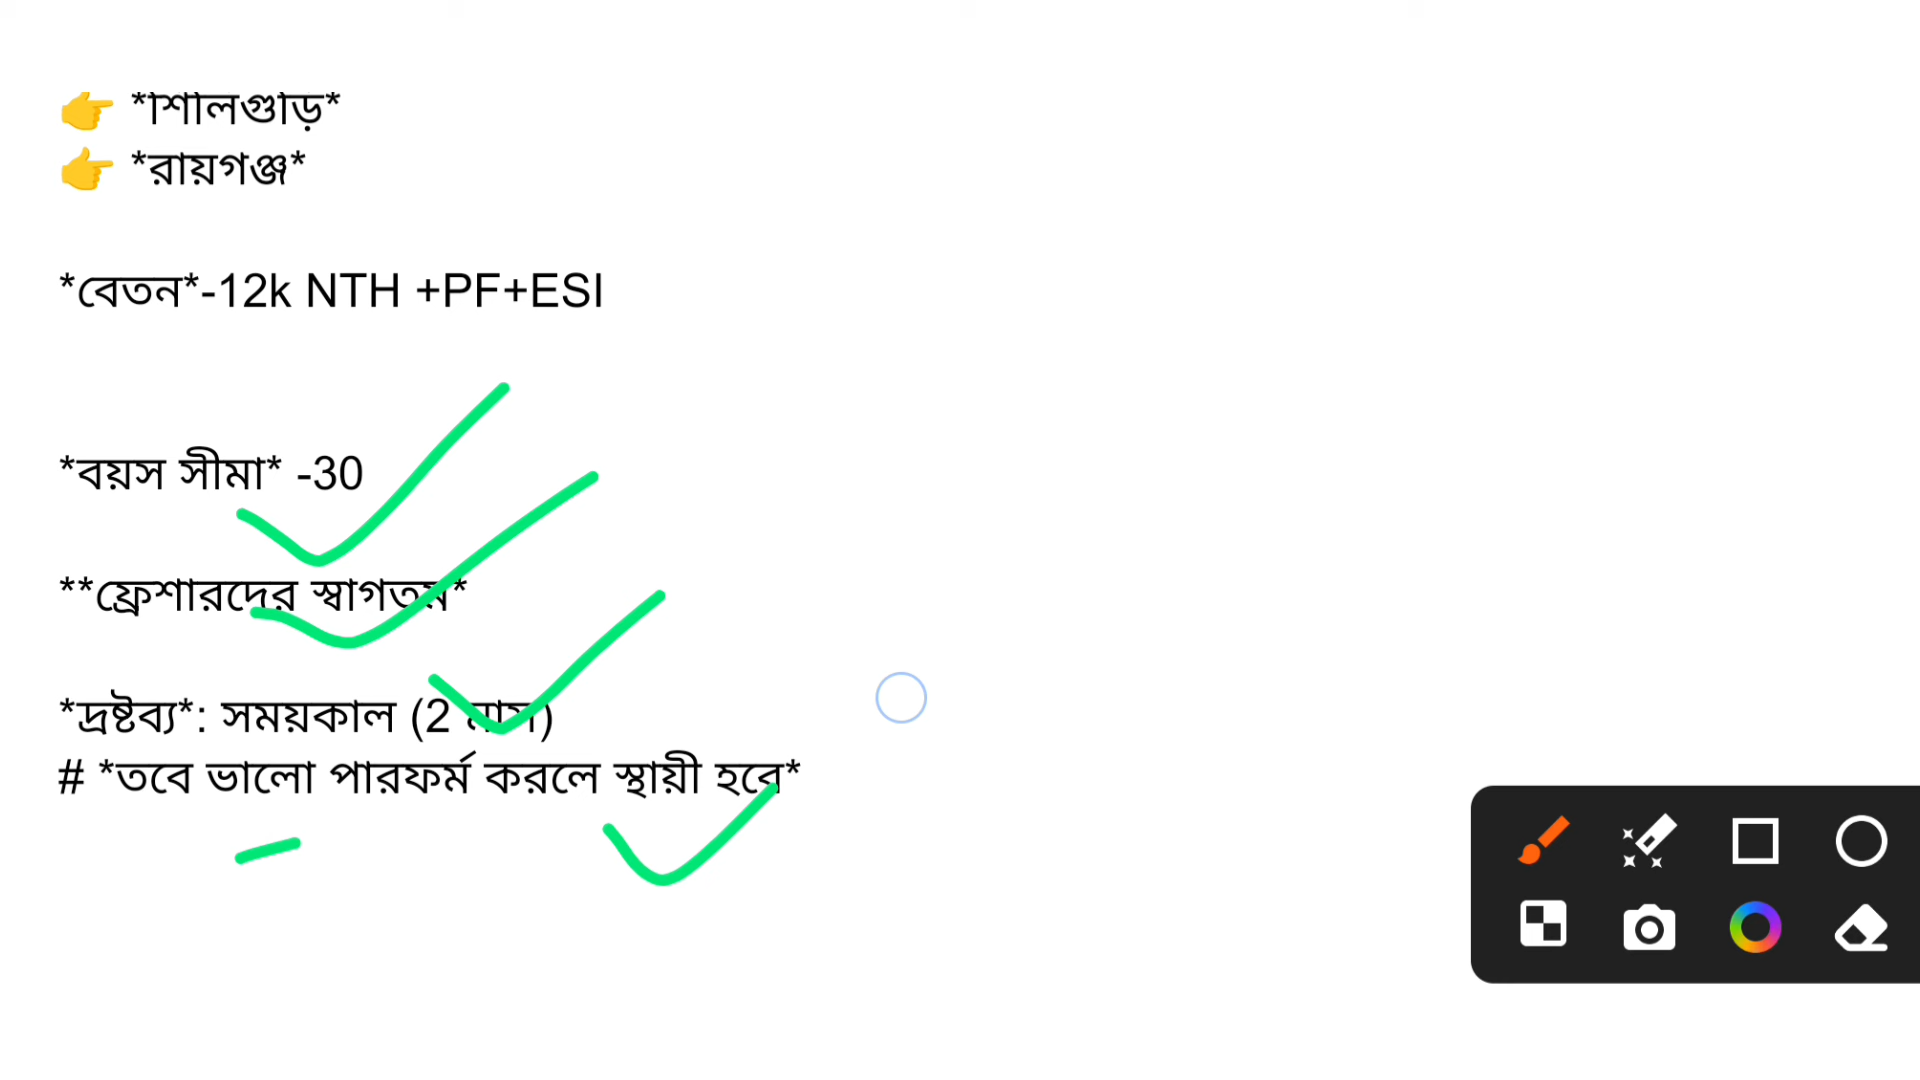 👉 *শিলিগুড়ি*
👉 *রায়গঞ্জ*
*বেতন*-12k NTH +PF+ESI
*বয়স সীমা* -30
**ফ্রেশারদের স্বাগতম*
*দ্রষ্টব্য*: সময়কাল (2 মাস)
# *তবে ভালো পারফর্ম করলে স্থায়ী হবে*